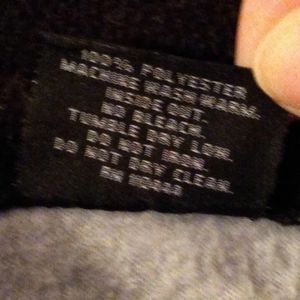 100% POLYESTER
MACHINE WASH WARM.
INSIDE OUT.
NO BLEACH.
TUMBLE DRY LOW.
DO NOT IRON.
DO NOT DRY CLEAN.
RN